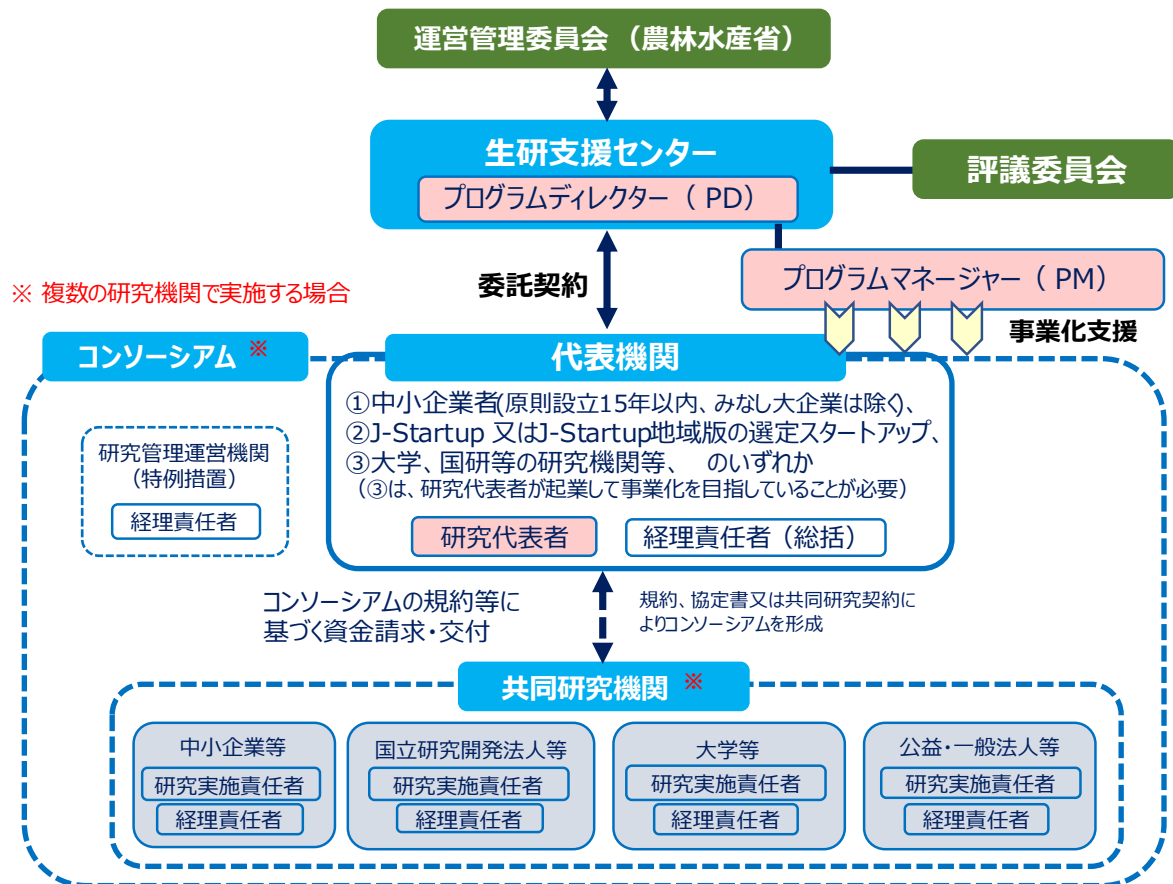 運営管理委員会（農林水産省）
生研支援センター
プログラムディレクター（ PD）
評議委員会
委託契約
プログラムマネージャー（ PM）
事業化支援
※ 複数の研究機関で実施する場合
コンソーシアム ※
代表機関
①中小企業者(原則設立15年以内、みなし大企業は除く)、
②J-Startup 又はJ-Startup地域版の選定スタートアップ、
③大学、国研等の研究機関等、 のいずれか
（③は、研究代表者が起業して事業化を目指していることが必要）
研究代表者
経理責任者（総括）
研究管理運営機関
（特例措置）
経理責任者
コンソーシアムの規約等に
基づく資金請求・交付
規約、協定書又は共同研究契約に
よりコンソーシアムを形成
共同研究機関 ※
中小企業等
研究実施責任者
経理責任者
国立研究開発法人等
研究実施責任者
経理責任者
大学等
研究実施責任者
経理責任者
公益・一般法人等
研究実施責任者
経理責任者